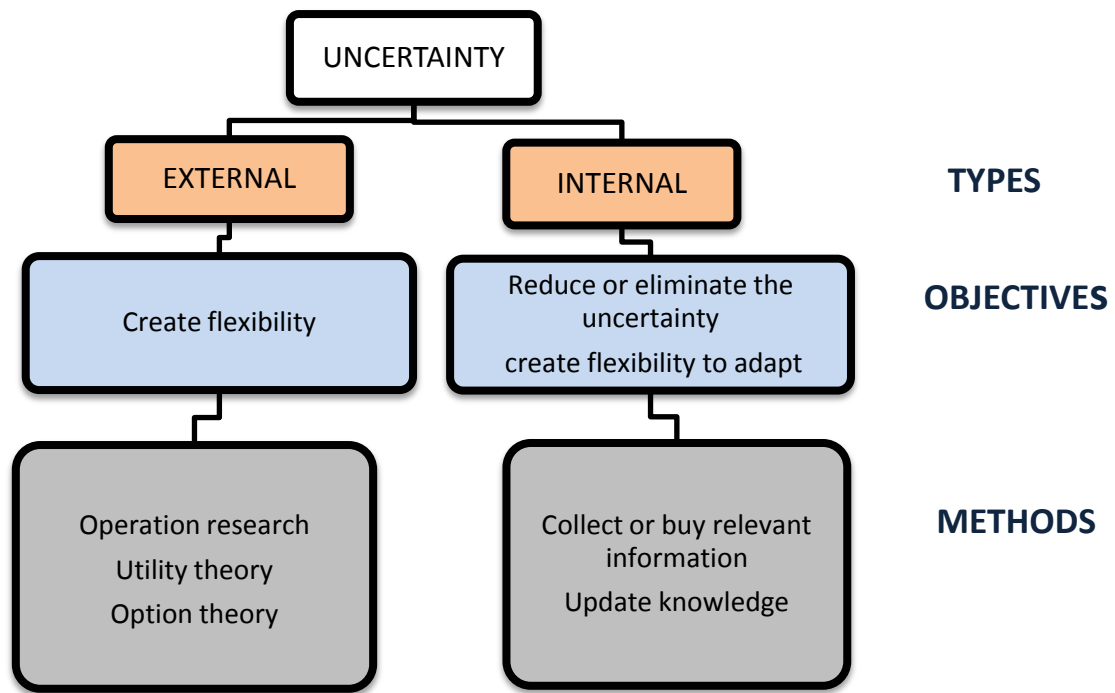 UNCERTAINTY
EXTERNAL
INTERNAL
TYPES
Create flexibility
Reduce or eliminate the
uncertainty
create flexibility to adapt
OBJECTIVES
Operation research
Utility theory
Option theory
Collect or buy relevant
information
Update knowledge
METHODS